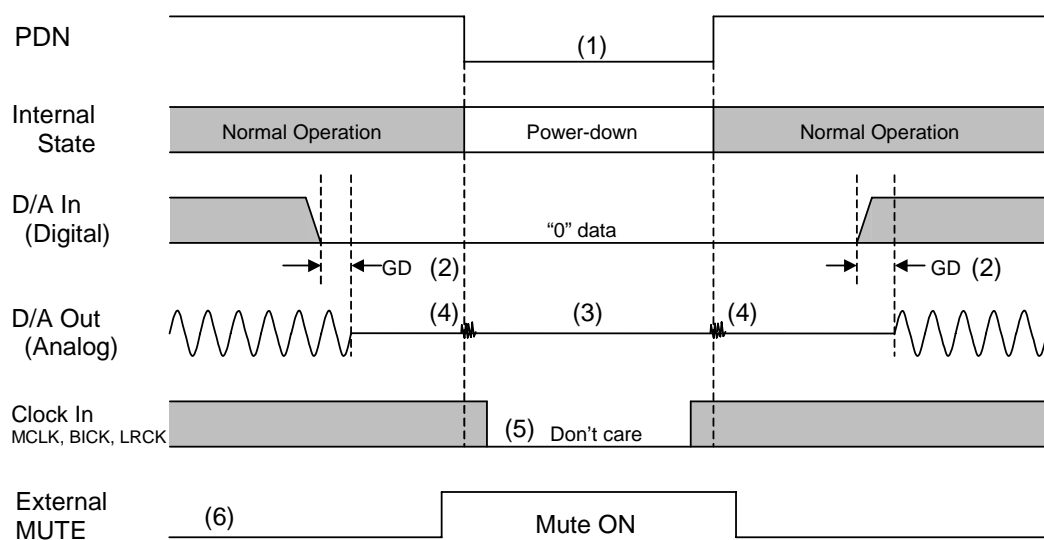 PDN
(1)
Internal
State
Normal Operation
Power-down
Normal Operation
D/A In
(Digital)
“0” data
GD (2)
GD (2)
D/A Out
(Analog)
(4)
(3)
(4)
Clock In
MCLK, BICK, LRCK
(5) Don’t care
External
MUTE
(6)
Mute ON